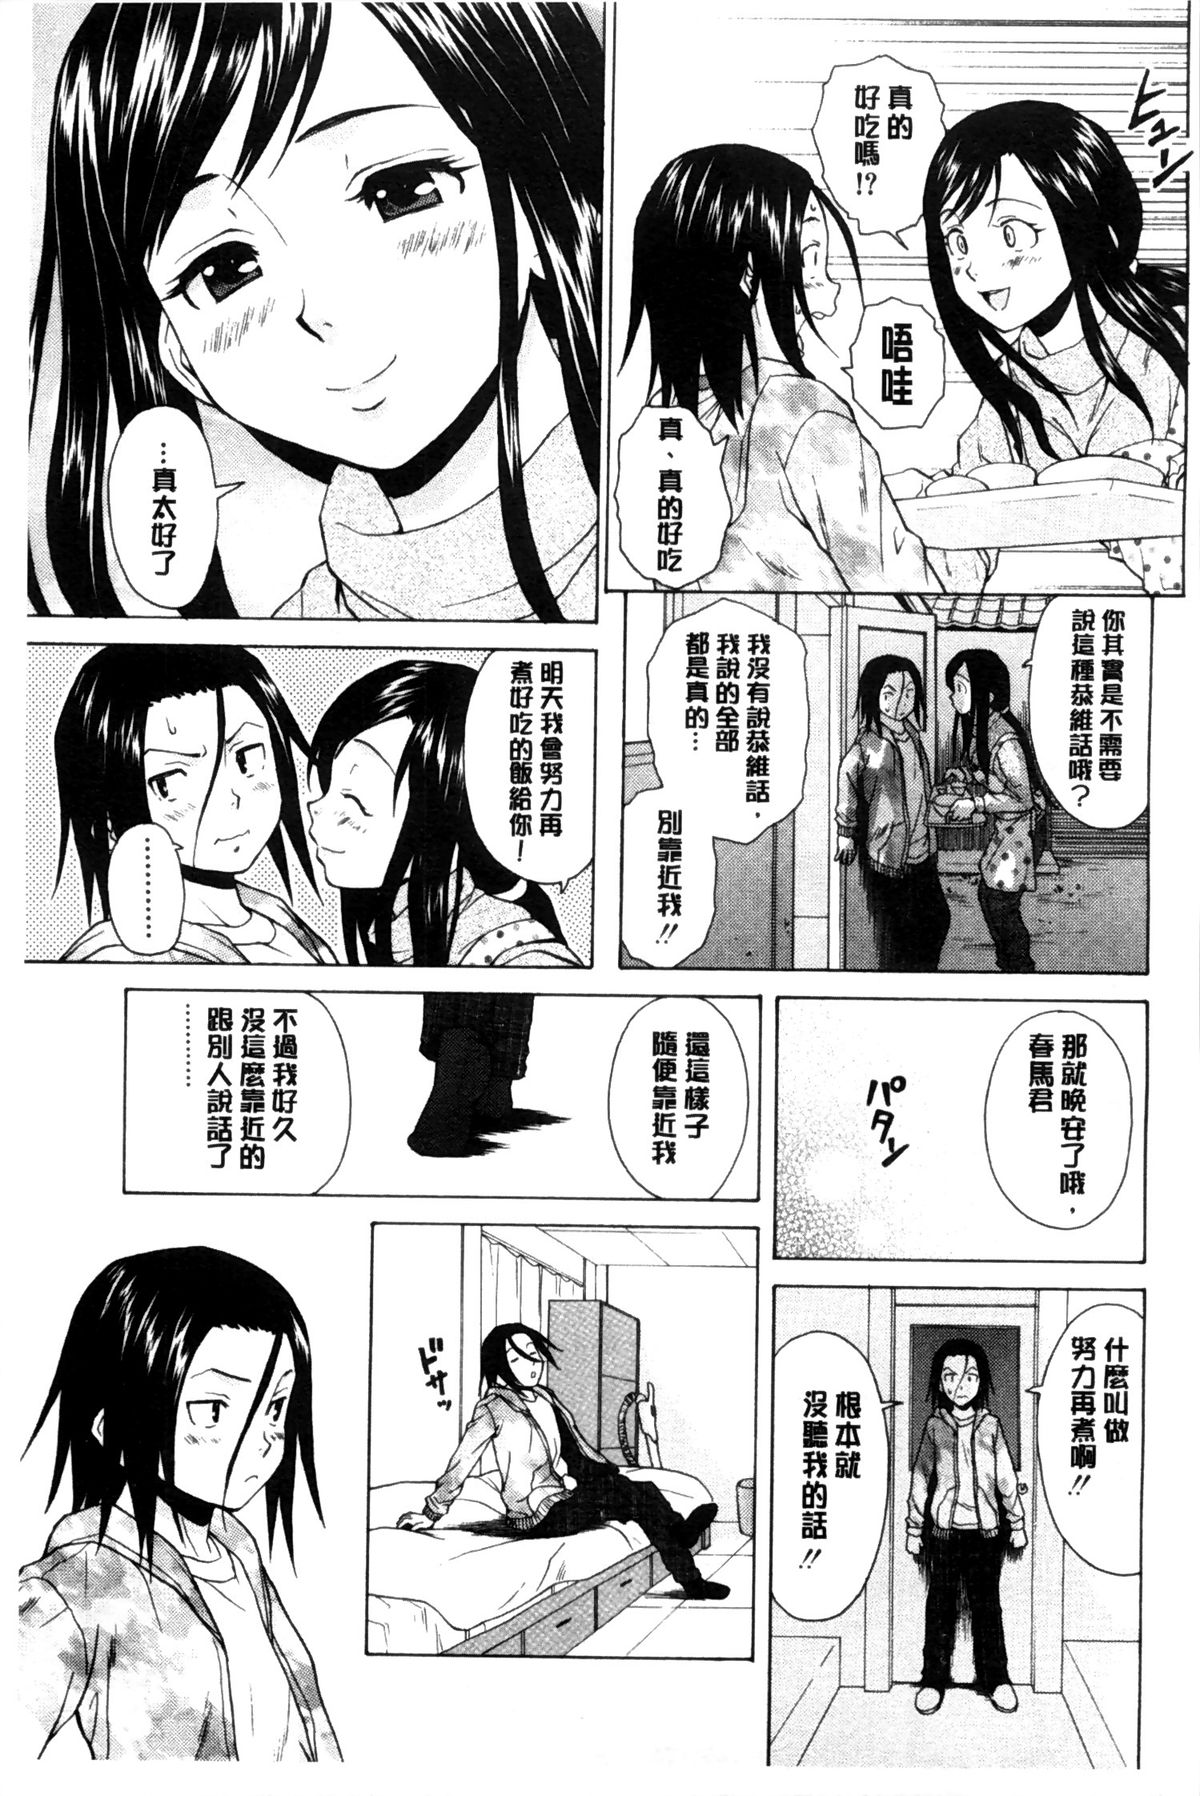 真的
好吃嗎!?
ヒュン
唔哇
真、真的好吃
……真太好了
你其實是不需要
說這種恭維話哦?
我沒有說恭維話,
我說的全部
都是真的…
別靠近我!!
明天我會努力再
煮好吃的飯給你!
………
那就晚安了哦,
春馬君
パタン
還這樣子
隨便靠近我
不過我好久
沒這麼靠近的
跟別人說話了
………
什麼叫做
努力再煮啊!!
根本就
沒聽我的話!!
ドサッ